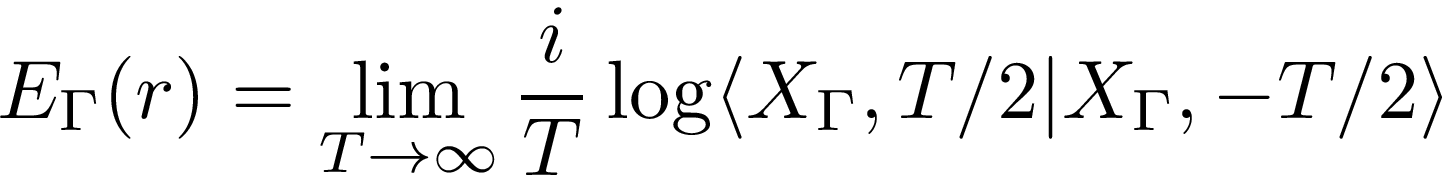 E_Γ(r) = lim_{T→∞} i/T log⟨X_Γ, T/2|X_Γ, −T/2⟩